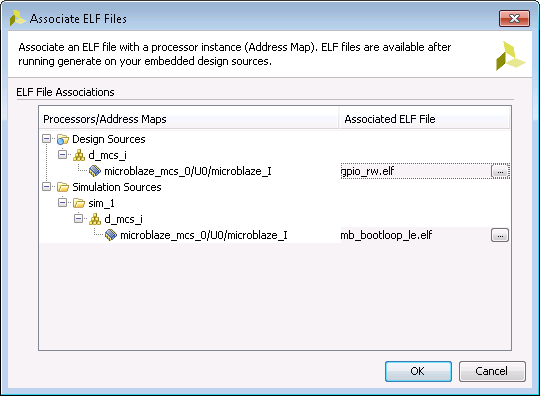 Associate ELF Files
Associate an ELF file with a processor instance (Address Map). ELF files are available after
running generate on your embedded design sources.
ELF File Associations
Processors/Address Maps Associated ELF File
Design Sources
d_mcs_i
microblaze_mcs_0/U0/microblaze_I gpio_rw.elf ...
Simulation Sources
sim_1
d_mcs_i
microblaze_mcs_0/U0/microblaze_I mb_bootloop_le.elf ...
OK Cancel